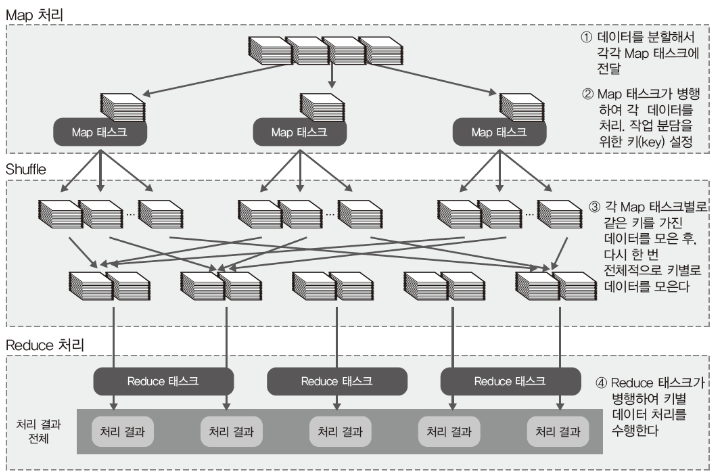 Map 처리
① 데이터를 분할해서
각각 Map 태스크에
전달
② Map 태스크가 병행
하여 각 데이터를
처리. 작업 분담을
위한 키(key) 설정
Map 태스크
Map 태스크
Map 태스크
Shuffle
...
...
...
③ 각 Map 태스크별로
같은 키를 가진
데이터를 모은 후,
다시 한 번
전체적으로 키별로
데이터를 모은다
Reduce 처리
Reduce 태스크
Reduce 태스크
Reduce 태스크
④ Reduce 태스크가
병행하여 키별
데이터 처리를
수행한다
처리 결과
전체
처리 결과
처리 결과
처리 결과
처리 결과
처리 결과